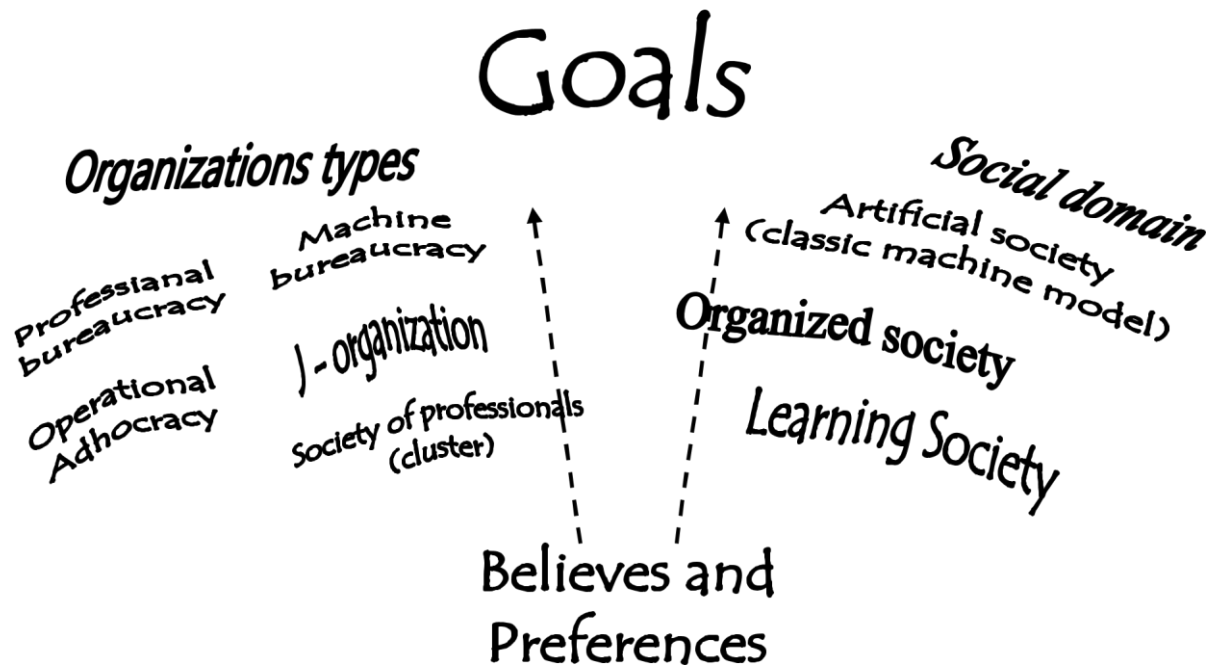 Goals
Organizations types
Machine
bureaucracy
Professianal
bureaucracy
J - organization
Operational
Adhocracy
Society of professionals
(cluster)
Social domain
Artificial society
(classic machine model)
Organized society
Learning Society
Believes and
Preferences